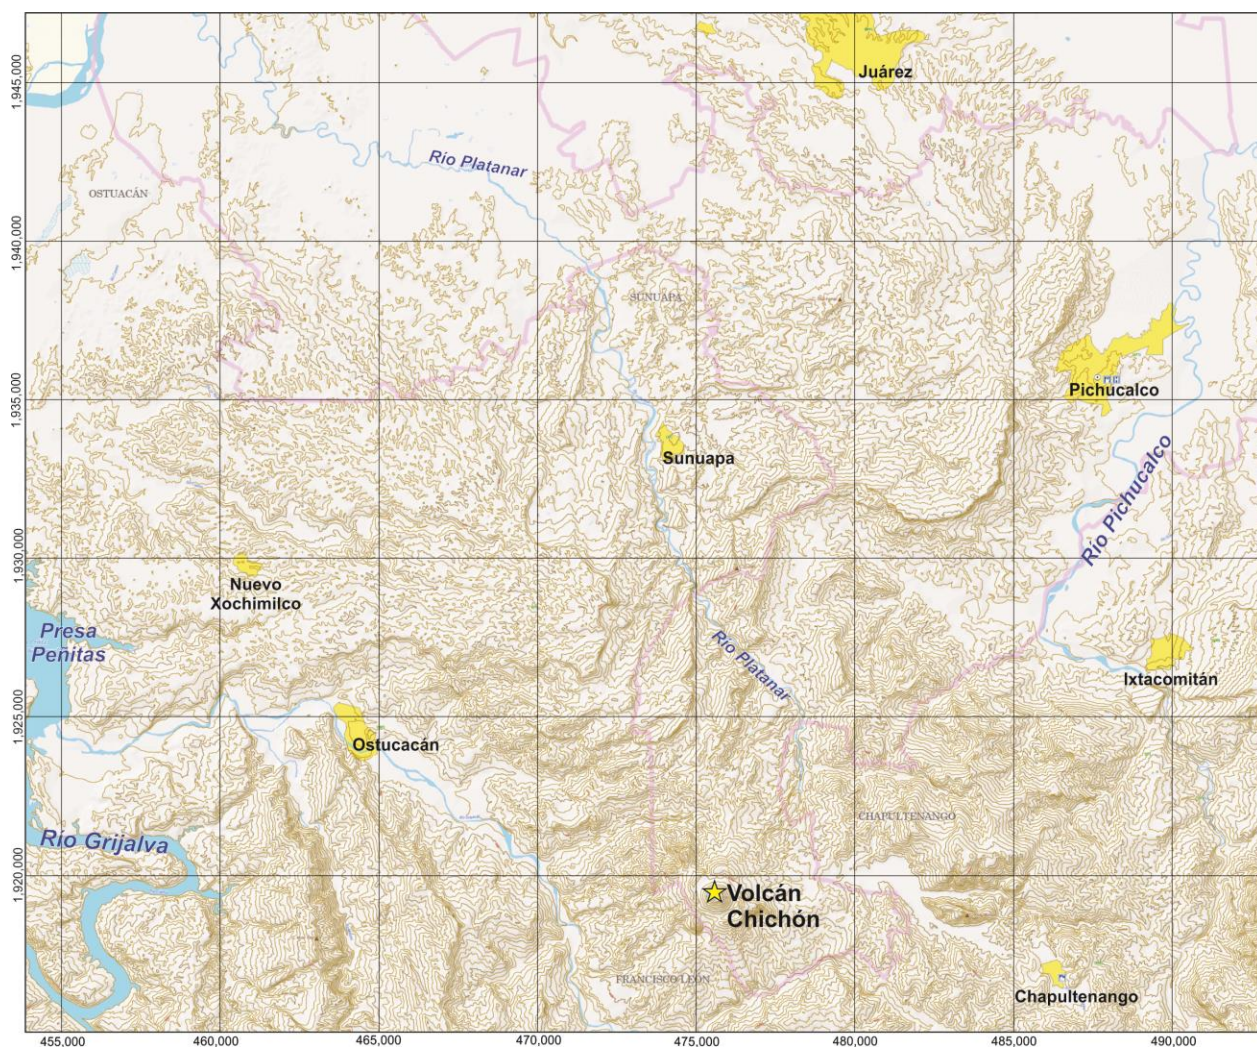 Juárez
1,945,000
Río Platanar
OSTUACÁN
1,940,000
SUNUAPA
Pichucalco
1,935,000
Sunuapa
Río Pichucalco
1,930,000
Nuevo
Xochimilco
Presa
Peñitas
Río Platanar
Ixtacomitán
1,925,000
Ostucacán
CHAPULTENANGO
Río Grijalva
1,920,000
Volcán
Chichón
FRANCISCO LEÓN
Chapultenango
455,000
460,000
465,000
470,000
475,000
480,000
485,000
490,000